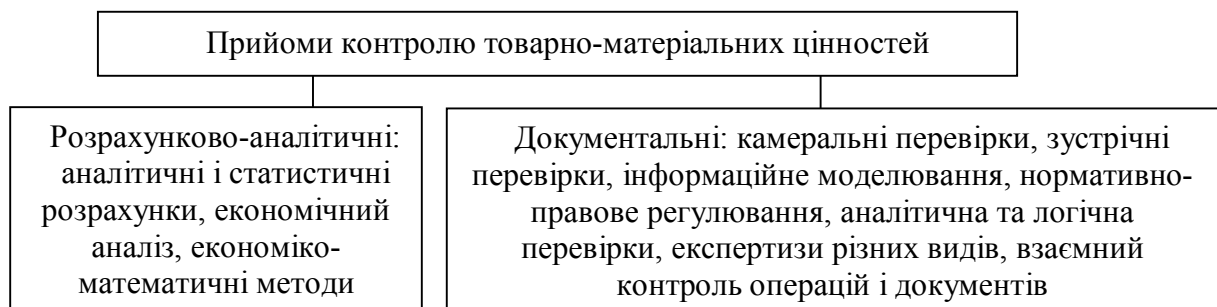 Прийоми контролю товарно-матеріальних цінностей
Розрахунково-аналітичні:
аналітичні і статистичні
розрахунки, економічний
аналіз, економіко-
математичні методи
Документальні: камеральні перевірки, зустрічні
перевірки, інформаційне моделювання, нормативно-
правове регулювання, аналітична та логічна
перевірки, експертизи різних видів, взаємний
контроль операцій і документів